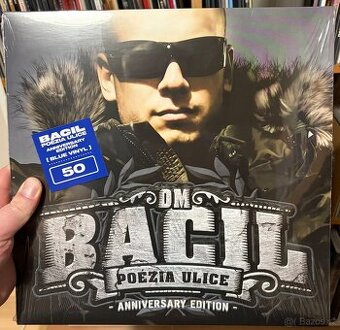 BACIL
POÉZIA ULICE
ANNIVERSARY
EDITION
[ BLUE VINYL ]
50
DM
BACIL
POÉZIA ULICE
- ANNIVERSARY EDITION -